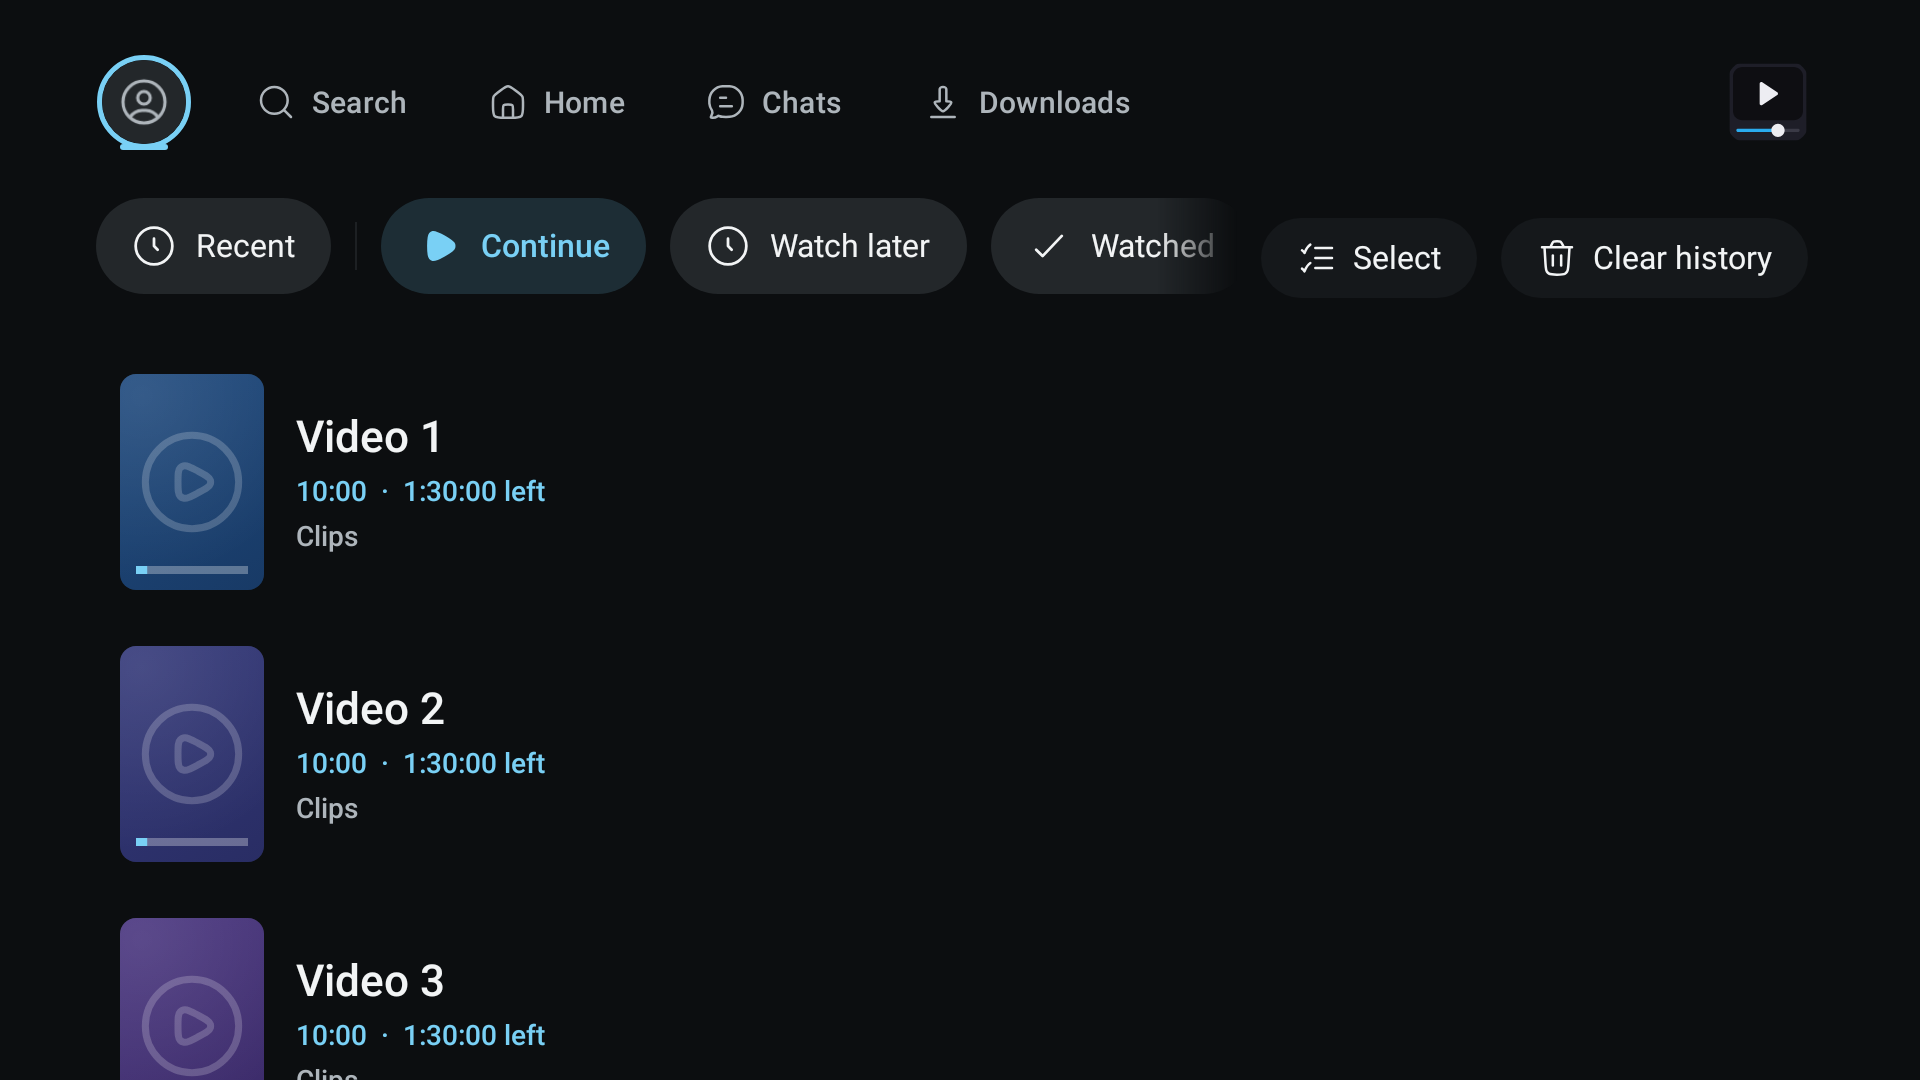 Search Home Chats Downloads
Recent Continue Watch later Watched Select Clear history
Video 1
10:00 · 1:30:00 left
Clips
Video 2
10:00 · 1:30:00 left
Clips
Video 3
10:00 · 1:30:00 left
Clips